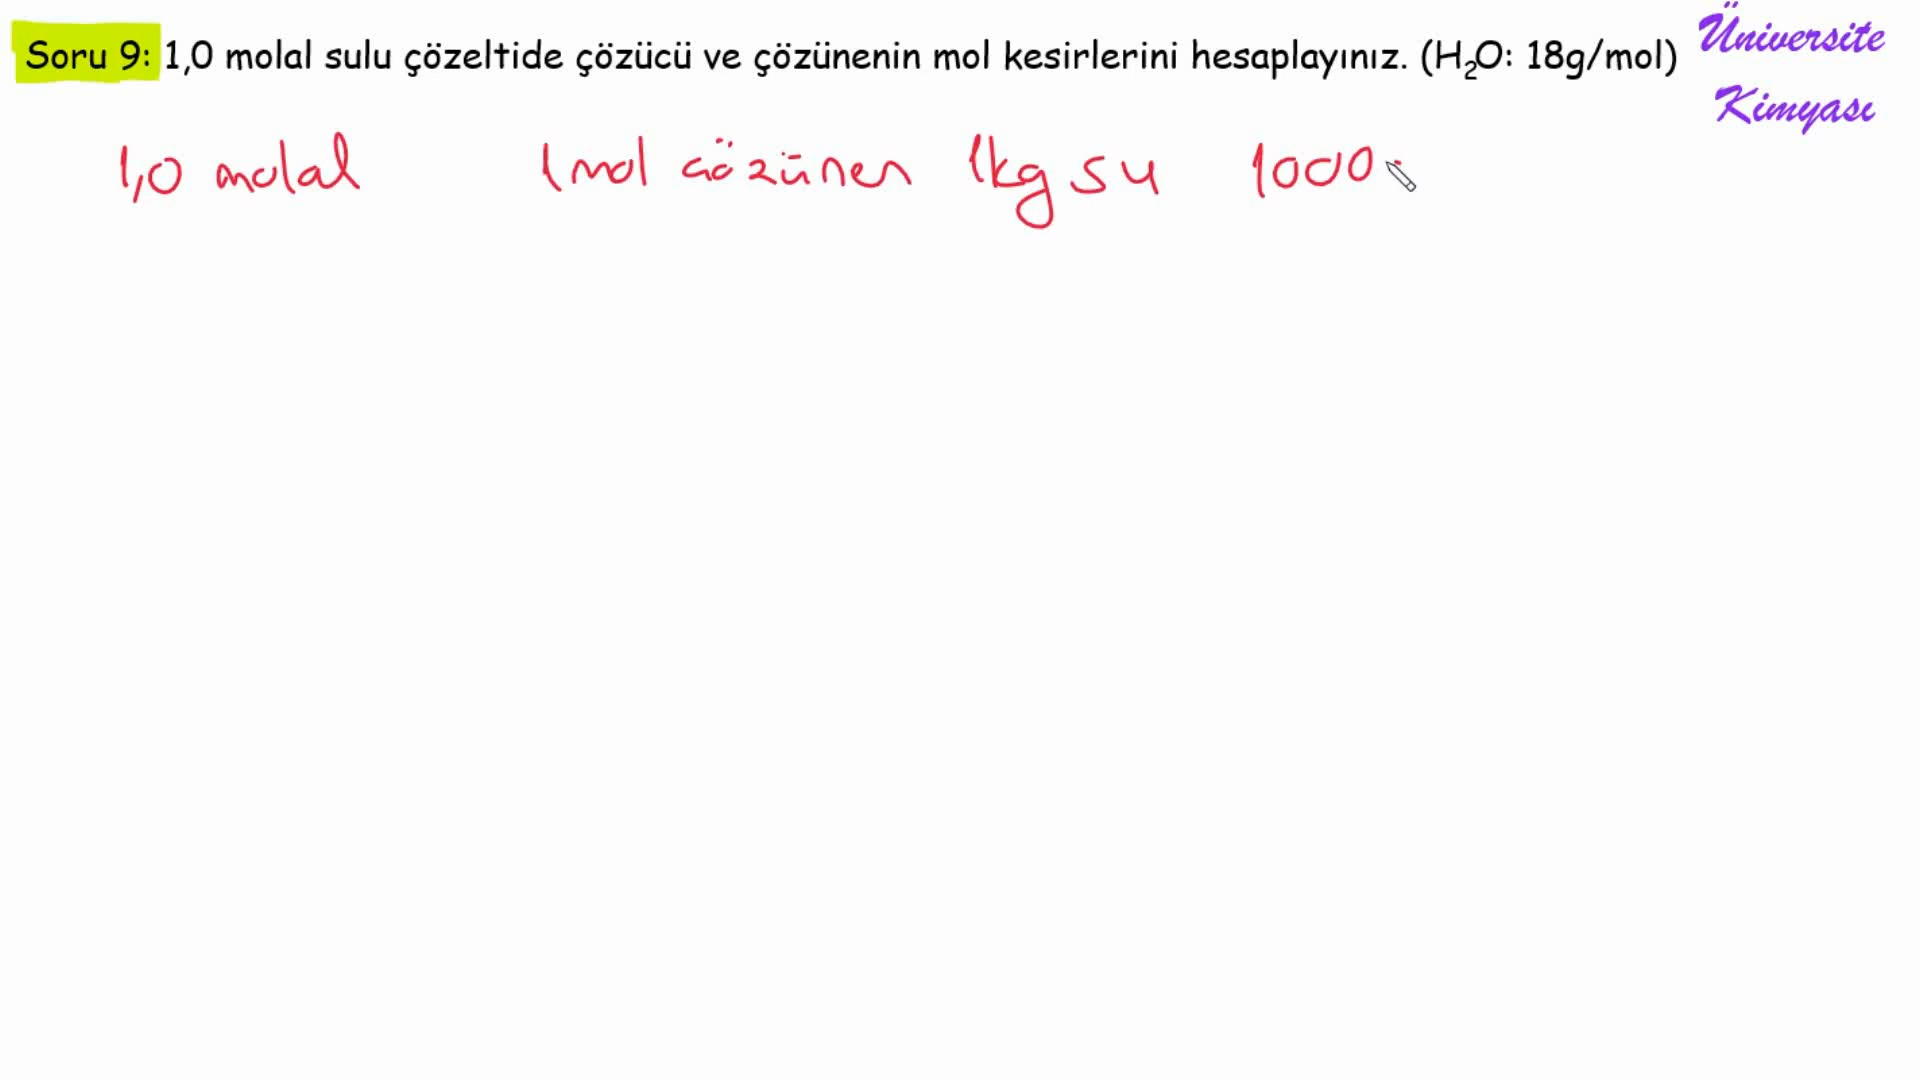 Soru 9: 1,0 molal sulu çözeltide çözücü ve çözünenin mol kesirlerini hesaplayınız. (H₂O: 18g/mol)
Üniversite
Kimyası
1,0 molal 1mol çözünen 1kg su 1000